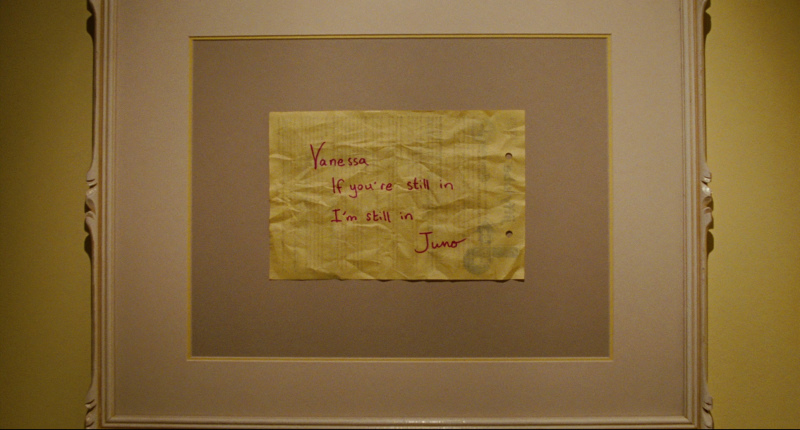 Vanessa
If you're still in
I'm still in
Juno